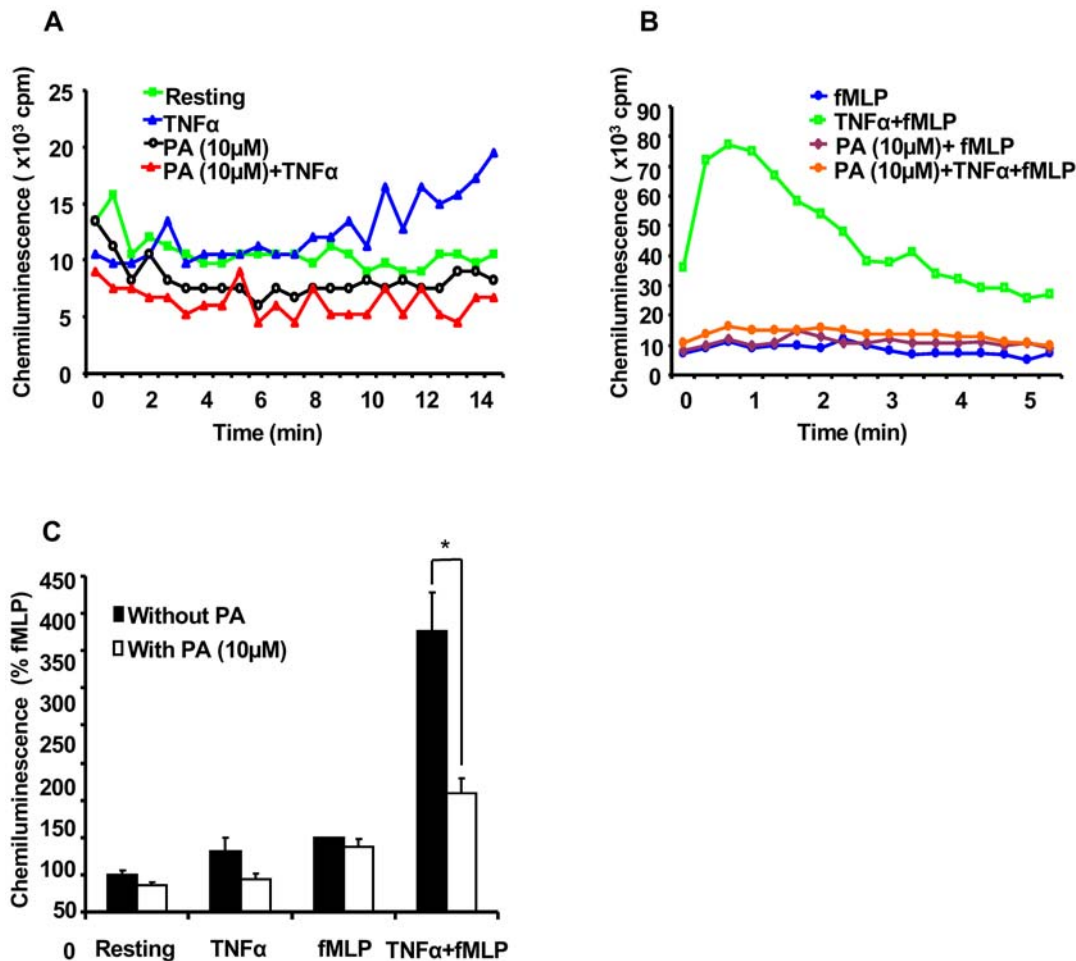 A
Chemiluminescence ( x10³ cpm)
25
20
15
10
5
0
Resting
TNFα
PA (10µM)
PA (10µM)+TNFα
0 2 4 6 8 10 12 14
Time (min)
B
Chemiluminescence ( x10³ cpm)
90
80
70
60
50
40
30
20
10
0
fMLP
TNFα+fMLP
PA (10µM)+ fMLP
PA (10µM)+TNFα+fMLP
0 1 2 3 4 5
Time (min)
C
Chemiluminescence (% fMLP)
450
400
350
300
250
200
150
100
50
0
Without PA
With PA (10µM)
*
Resting TNFα fMLP TNFα+fMLP